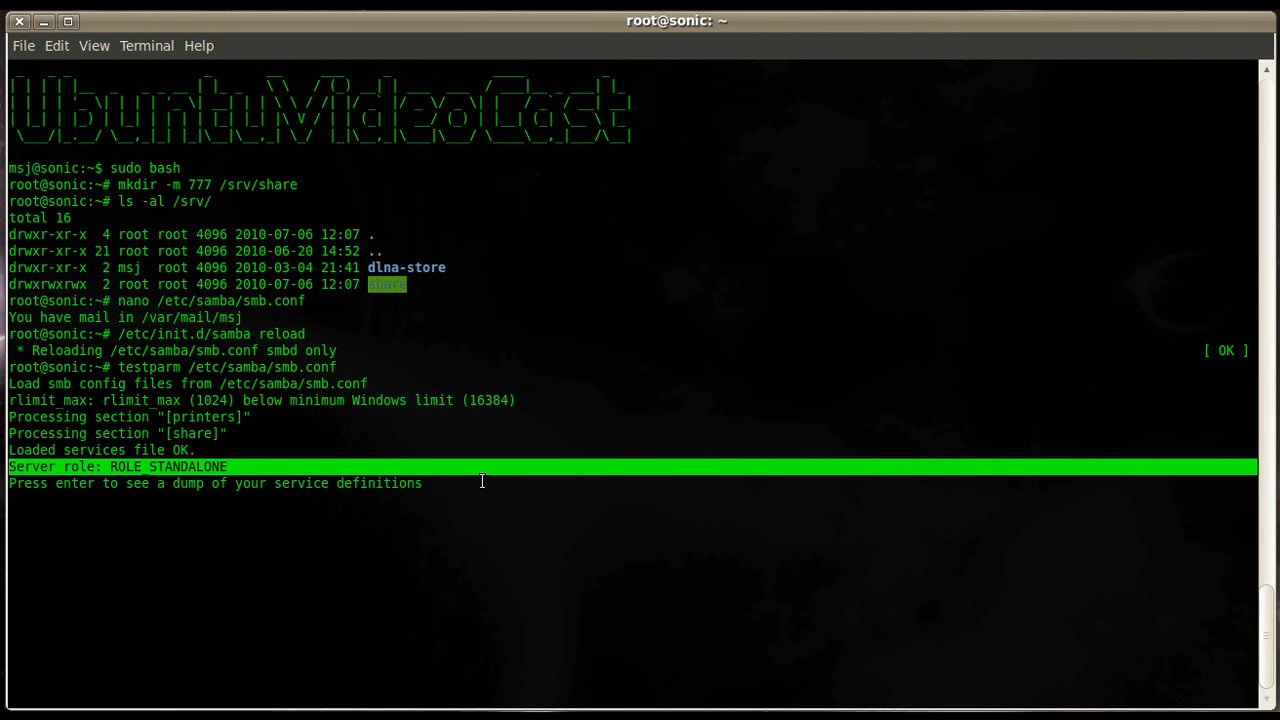 root@sonic: ~
File Edit View Terminal Help
UbuntuVideoCast
msj@sonic:~$ sudo bash
root@sonic:~# mkdir -m 777 /srv/share
root@sonic:~# ls -al /srv/
total 16
drwxr-xr-x  4 root root 4096 2010-07-06 12:07 .
drwxr-xr-x 21 root root 4096 2010-06-20 14:52 ..
drwxr-xr-x  2 msj  root 4096 2010-03-04 21:41 dlna-store
drwxrwxrwx  2 root root 4096 2010-07-06 12:07 share
root@sonic:~# nano /etc/samba/smb.conf
You have mail in /var/mail/msj
root@sonic:~# /etc/init.d/samba reload
 * Reloading /etc/samba/smb.conf smbd only [ OK ]
root@sonic:~# testparm /etc/samba/smb.conf
Load smb config files from /etc/samba/smb.conf
rlimit_max: rlimit_max (1024) below minimum Windows limit (16384)
Processing section "[printers]"
Processing section "[share]"
Loaded services file OK.
Server role: ROLE_STANDALONE
Press enter to see a dump of your service definitions